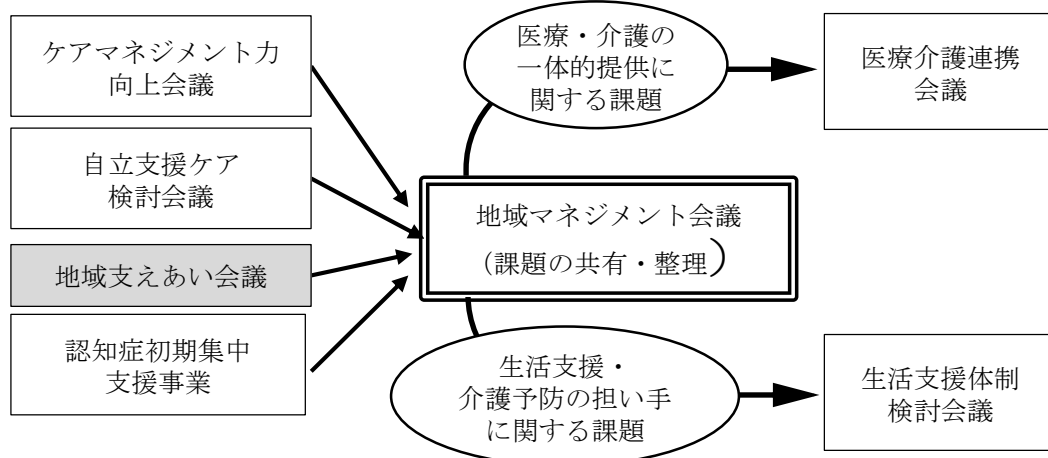 ケアマネジメント力
向上会議
自立支援ケア
検討会議
地域支えあい会議
認知症初期集中
支援事業
医療・介護の
一体的提供に
関する課題
地域マネジメント会議
(課題の共有・整理)
生活支援・
介護予防の担い手
に関する課題
医療介護連携
会議
生活支援体制
検討会議